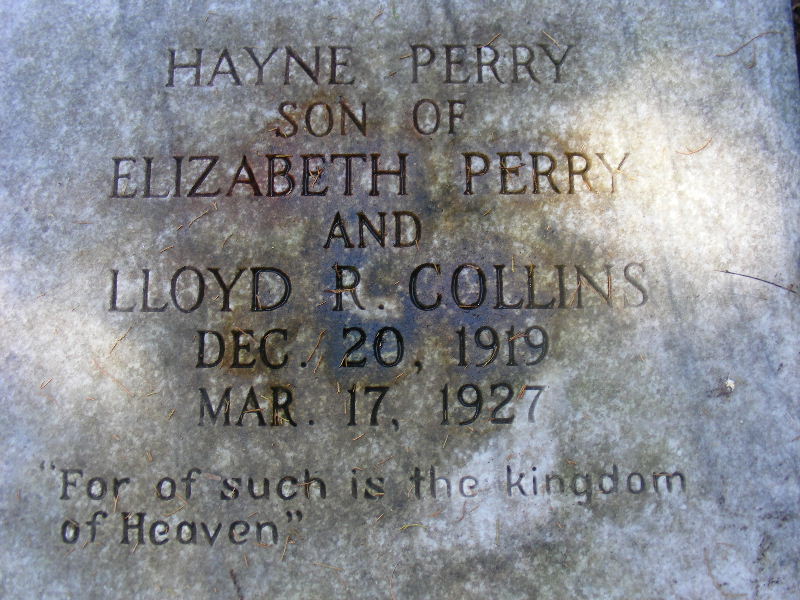 HAYNE PERRY
SON OF
ELIZABETH PERRY
AND
LLOYD R. COLLINS
DEC. 20, 1919
MAR. 17, 1927
"For of such is the kingdom
of Heaven"